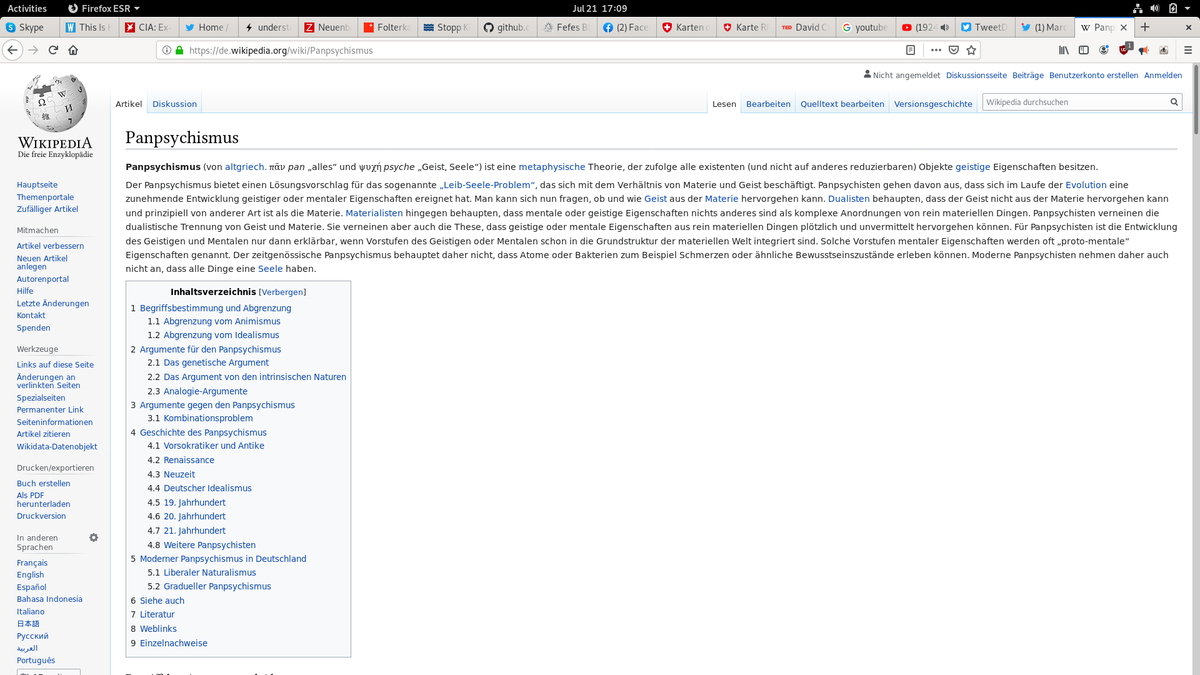 Activities Firefox ESR Jul 21 17:09
Skype This Is H CIA: Ex underst Home / Neuenb Folterka Stopp K github.c Fefes B (2) Face Karten Karte RI David C youtube (1924 TweetD (1) Marc Panp
https://de.wikipedia.org/wiki/Panpsychismus
Nicht angemeldet Diskussionsseite Beiträge Benutzerkonto erstellen Anmelden
Artikel Diskussion Lesen Bearbeiten Quelltext bearbeiten Versionsgeschichte Wikipedia durchsuchen
WIKIPEDIA
Die freie Enzyklopädie
Hauptseite
Themenportale
Zufälliger Artikel
Mitmachen
Artikel verbessern
Neuen Artikel
anlegen
Autorenportal
Hilfe
Letzte Änderungen
Kontakt
Spenden
Werkzeuge
Links auf diese Seite
Änderungen an
verlinkten Seiten
Spezialseiten
Permanenter Link
Seiteninformationen
Artikel zitieren
Wikidata-Datenobjekt
Drucken/exportieren
Buch erstellen
Als PDF
herunterladen
Druckversion
In anderen
Sprachen
Français
English
Español
Bahasa Indonesia
Italiano
日本語
Русский
العربية
Português
Panpsychismus
Panpsychismus (von altgriech. πᾶν pan „alles“ und ψυχή psyche „Geist, Seele“) ist eine metaphysische Theorie, der zufolge alle existenten (und nicht auf anderes reduzierbaren) Objekte geistige Eigenschaften besitzen.
Der Panpsychismus bietet einen Lösungsvorschlag für das sogenannte „Leib-Seele-Problem“, das sich mit dem Verhältnis von Materie und Geist beschäftigt. Panpsychisten gehen davon aus, dass sich im Laufe der Evolution eine
zunehmende Entwicklung geistiger oder mentaler Eigenschaften ereignet hat. Man kann sich nun fragen, ob und wie Geist aus der Materie hervorgehen kann. Dualisten behaupten, dass der Geist nicht aus der Materie hervorgehen kann
und prinzipiell von anderer Art ist als die Materie. Materialisten hingegen behaupten, dass mentale oder geistige Eigenschaften nichts anderes sind als komplexe Anordnungen von rein materiellen Dingen. Panpsychisten verneinen die
dualistische Trennung von Geist und Materie. Sie verneinen aber auch die These, dass geistige oder mentale Eigenschaften aus rein materiellen Dingen plötzlich und unvermittelt hervorgehen können. Für Panpsychisten ist die Entwicklung
des Geistigen und Mentalen nur dann erklärbar, wenn Vorstufen des Geistigen oder Mentalen schon in die Grundstruktur der materiellen Welt integriert sind. Solche Vorstufen mentaler Eigenschaften werden oft „proto-mentale“
Eigenschaften genannt. Der zeitgenössische Panpsychismus behauptet daher nicht, dass Atome oder Bakterien zum Beispiel Schmerzen oder ähnliche Bewusstseinszustände erleben können. Moderne Panpsychisten nehmen daher auch
nicht an, dass alle Dinge eine Seele haben.
Inhaltsverzeichnis [Verbergen]
1 Begriffsbestimmung und Abgrenzung
1.1 Abgrenzung vom Animismus
1.2 Abgrenzung vom Idealismus
2 Argumente für den Panpsychismus
2.1 Das genetische Argument
2.2 Das Argument von den intrinsischen Naturen
2.3 Analogie-Argumente
3 Argumente gegen den Panpsychismus
3.1 Kombinationsproblem
4 Geschichte des Panpsychismus
4.1 Vorsokratiker und Antike
4.2 Renaissance
4.3 Neuzeit
4.4 Deutscher Idealismus
4.5 19. Jahrhundert
4.6 20. Jahrhundert
4.7 21. Jahrhundert
4.8 Weitere Panpsychisten
5 Moderner Panpsychismus in Deutschland
5.1 Liberaler Naturalismus
5.2 Gradueller Panpsychismus
6 Siehe auch
7 Literatur
8 Weblinks
9 Einzelnachweise